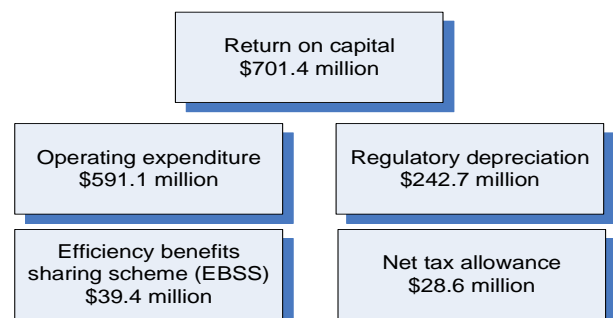 Return on capital
$701.4 million
Operating expenditure
$591.1 million
Regulatory depreciation
$242.7 million
Efficiency benefits
sharing scheme (EBSS)
$39.4 million
Net tax allowance
$28.6 million